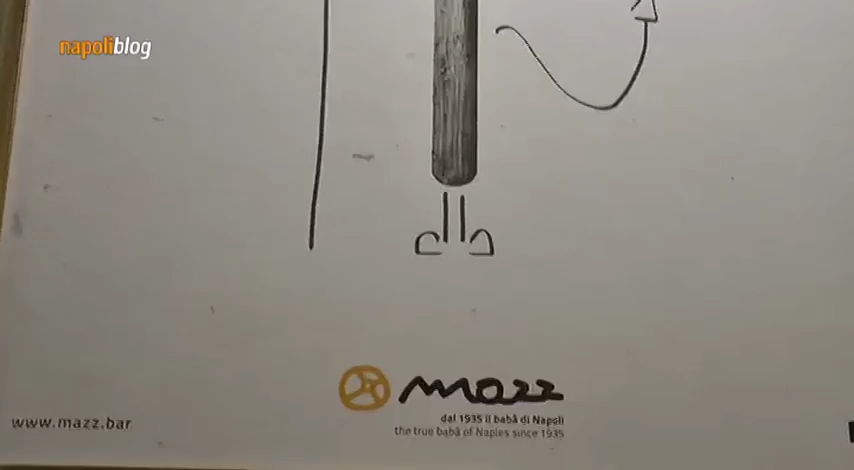 napoliblog
mazz
dal 1935 il babà di Napoli
the true babà of Naples since 1935
www.mazz.bar